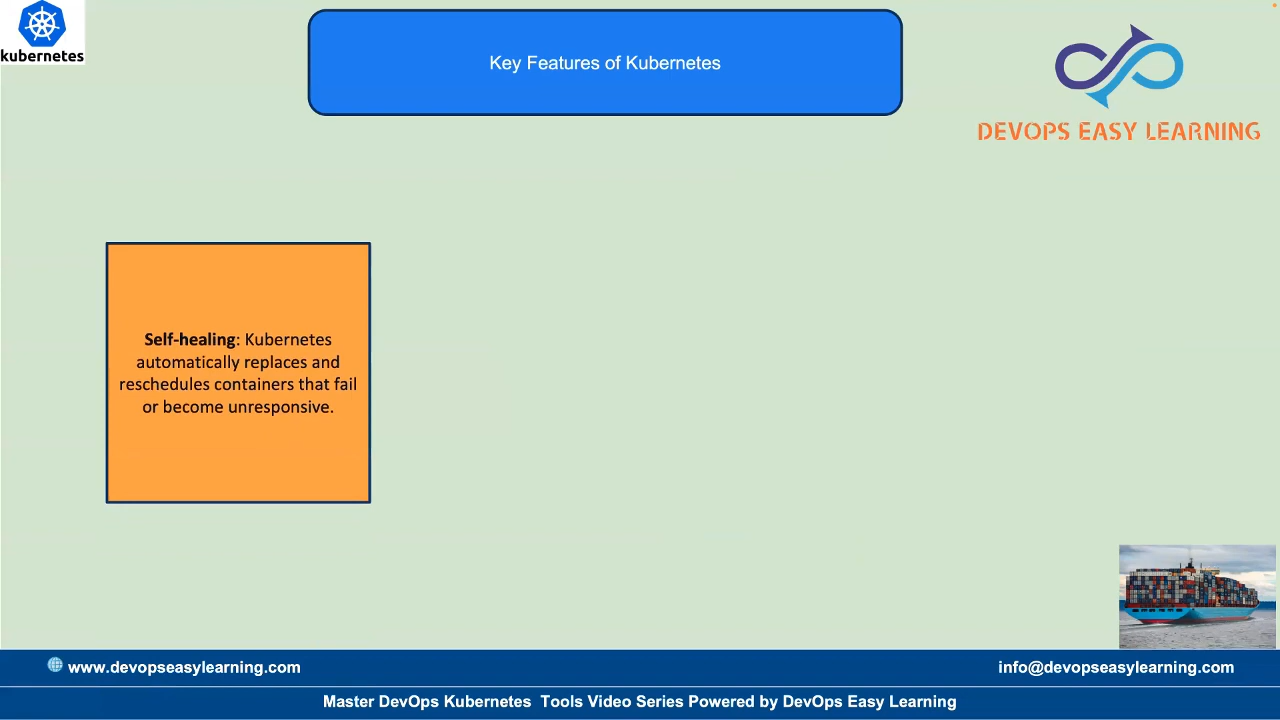 kubernetes
Key Features of Kubernetes
DEVOPS EASY LEARNING
Self-healing: Kubernetes
automatically replaces and
reschedules containers that fail
or become unresponsive.
www.devopseasylearning.com
info@devopseasylearning.com
Master DevOps Kubernetes Tools Video Series Powered by DevOps Easy Learning